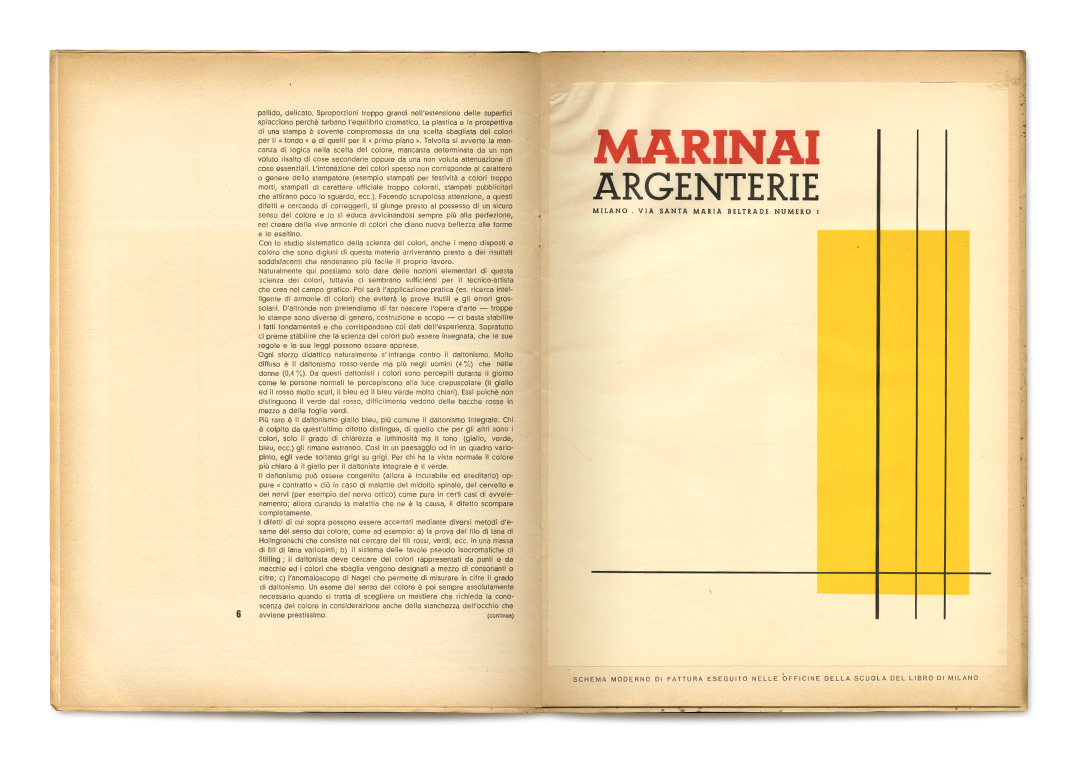 pallido, delicato. Sproporzioni troppo grandi nell'estensione delle superfici
spiacciono perchè turbano l'equilibrio cromatico. La plastica e la prospettiva
di una stampa è sovente compromessa da una scelta sbagliata dei colori
per il « fondo » e di quelli per il « primo piano ». Talvolta si avverte la man-
canza di logica nella scelta del colore, mancanza determinata da un non
voluto risalto di cose secondarie oppure da una non voluta attenuazione di
cose essenziali. L'intonazione dei colori spesso non corrisponde al carattere
o genere dello stampatore (esempio stampati per festività a colori troppo
morti, stampati di carattere ufficiale troppo colorati, stampati pubblicitari
che attirano poco lo sguardo, ecc.). Facendo scrupolosa attenzione, a questi
difetti e cercando di correggerli, si giunge presto al possesso di un sicuro
senso del colore e lo si educa avvicinandosi sempre più alla perfezione,
nel creare delle vive armonie di colori che diano nuova bellezza alle forme
e le esaltino.
Con lo studio sistematico della scienza dei colori, anche i meno disposti e
coloro che sono digiuni di questa materia arriveranno presto a dei risultati
soddisfacenti che renderanno più facile il proprio lavoro.
Naturalmente qui possiamo solo dare delle nozioni elementari di questa
scienza dei colori, tuttavia ci sembrano sufficienti per il tecnico-artista
che crea nel campo grafico. Poi sarà l'applicazione pratica (es. ricerca intel-
ligente di armonie di colori) che eviterà le prove inutili e gli errori gros-
solani. D'altronde non pretendiamo di far nascere l'opera d'arte — troppe
le stampe sono diverse di genere, costruzione e scopo — ci basta stabilire
i fatti fondamentali e che corrispondono coi dati dell'esperienza. Sopratutto
ci preme stabilire che la scienza dei colori può essere insegnata, che le sue
regole e le sue leggi possono essere apprese.
Ogni sforzo didattico naturalmente s'infrange contro il daltonismo. Molto
diffuso è il daltonismo rosso-verde ma più negli uomini (4 %) che nelle
donne (0,4 %). Da questi daltonisti i colori sono percepiti durante il giorno
come le persone normali le percepiscono alla luce crepuscolare (il giallo
ed il rosso molto scuri, il bleu ed il bleu verde molto chiari). Essi poichè non
distinguono il verde dal rosso, difficilmente vedono delle bacche rosse in
mezzo a delle foglie verdi.
Più raro è il daltonismo giallo bleu, più comune il daltonismo integrale. Chi
è colpito da quest'ultimo difetto distingue, di quello che per gli altri sono i
colori, solo il grado di chiarezza e luminosità ma il tono (giallo, verde,
bleu, ecc.) gli rimane estraneo. Così in un paesaggio od in un quadro vario-
pinto, egli vede soltanto grigi su grigi. Per chi ha la vista normale il colore
più chiaro è il giallo per il daltonista integrale è il verde.
Il daltonismo può essere congenito (allora è incurabile ed ereditario) op-
pure « contratto » ciò in caso di malattie del midollo spinale, del cervello e
dei nervi (per esempio del nervo ottico) come pure in certi casi di avvele-
namento; allora curando la malattia che ne è la causa, il difetto scompare
completamente.
I difetti di cui sopra possono essere accertati mediante diversi metodi d'e-
same del senso del colore, come ad esempio: a) la prova del filo di lana di
Holingrenschi che consiste nel cercare dei fili rossi, verdi, ecc. in una massa
di fili di lana variopinti; b) il sistema delle tavole pseudo isocromatiche di
Stilling ; il daltonista deve cercare dei colori rappresentati da punti e da
macchie ed i colori che sbaglia vengono designati a mezzo di consonanti o
cifre; c) l'anomaloscopo di Nagel che permette di misurare in cifre il grado
di daltonismo. Un esame del senso del colore è poi sempre assolutamente
necessario quando si tratta di scegliere un mestiere che richieda la cono-
scenza del colore in considerazione anche della stanchezza dell'occhio che
avviene prestissimo. (continua)
6
MARINAI
ARGENTERIE
MILANO . VIA SANTA MARIA BELTRADE NUMERO 1
SCHEMA MODERNO DI FATTURA ESEGUITO NELLE OFFICINE DELLA SCUOLA DEL LIBRO DI MILANO